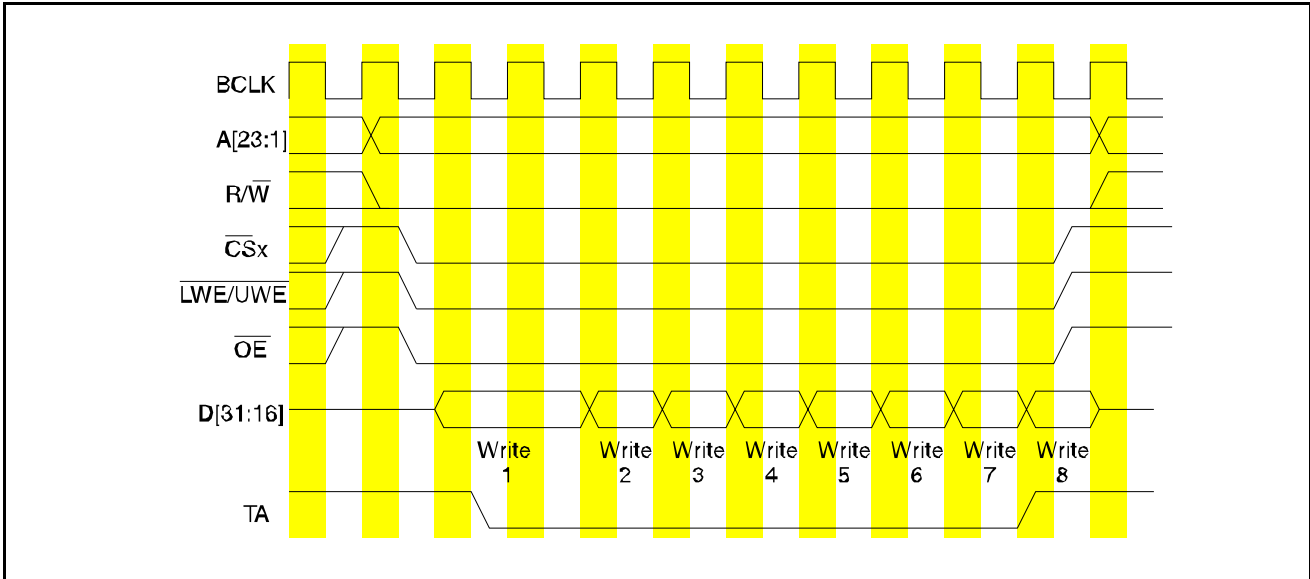 BCLK
A[23:1]
R/W
CSx
LWE/UWE
OE
D[31:16]
Write Write Write Write Write Write Write Write
1 2 3 4 5 6 7 8
TA